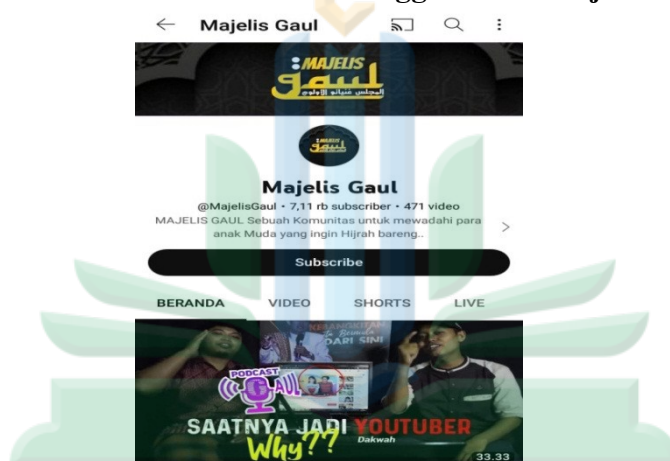 ← Majelis Gaul
MAJELIS
gaul
MAJELIS
gaul
Majelis Gaul
@MajelisGaul • 7,11 rb subscriber • 471 video
MAJELIS GAUL Sebuah Komunitas untuk mewadahi para
anak Muda yang ingin Hijrah bareng..
Subscribe
BERANDA VIDEO SHORTS LIVE
DARI SINI
PODCAST
GAUL
SAATNYA JADI YOUTUBER
Why?? Dakwah
33.33